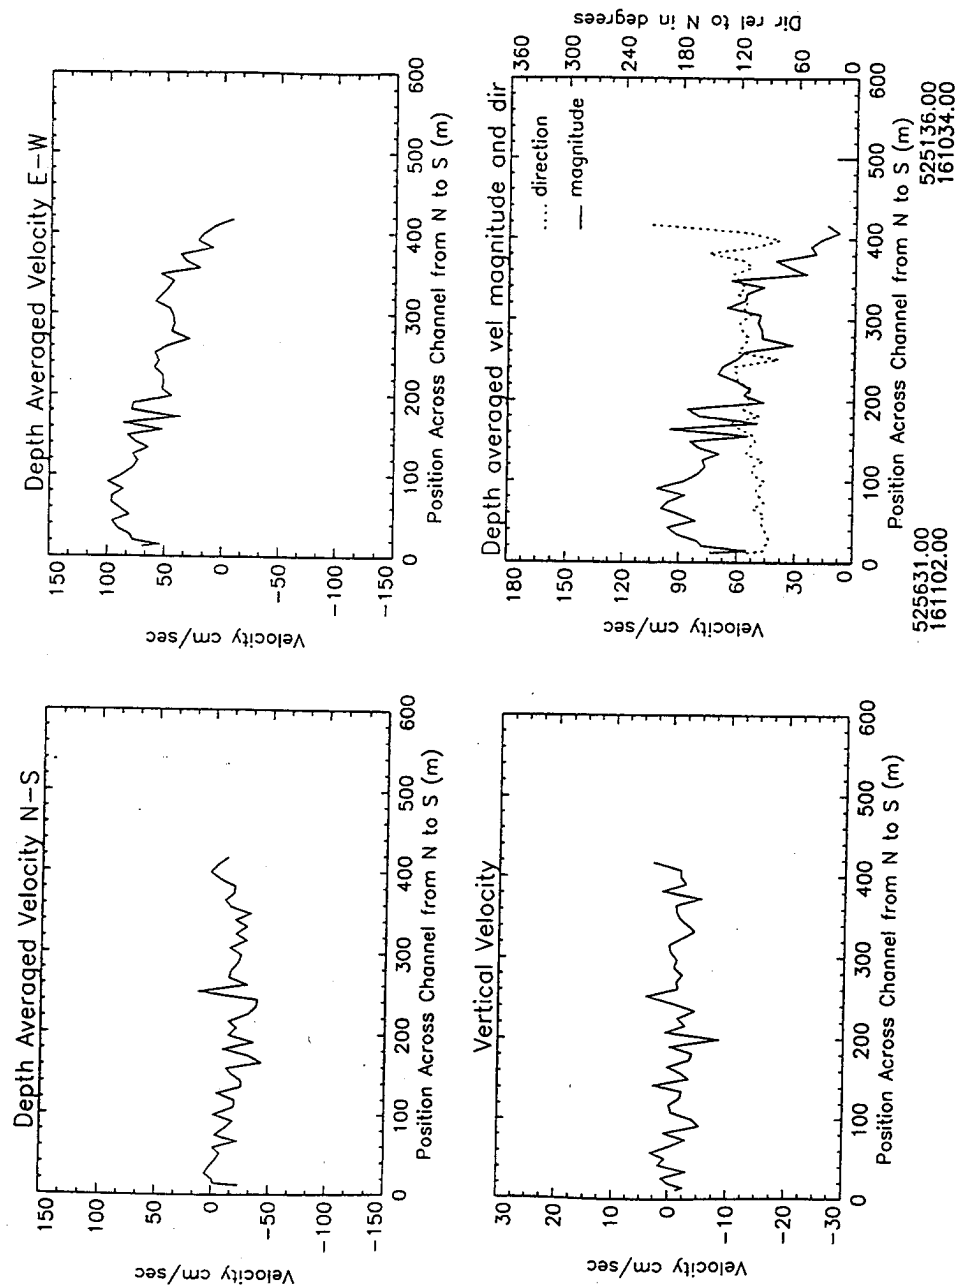 Depth Averaged Velocity N-S
150
100
50
0
-50
-100
-150
Velocity cm/sec
0 100 200 300 400 500 600
Position Across Channel from N to S (m)
Depth Averaged Velocity E-W
150
100
50
0
-50
-100
-150
Velocity cm/sec
0 100 200 300 400 500 600
Position Across Channel from N to S (m)
Vertical Velocity
30
20
10
0
-10
-20
-30
Velocity cm/sec
0 100 200 300 400 500 600
Position Across Channel from N to S (m)
Depth averaged vel magnitude and dir
180
150
120
90
60
30
0
Velocity cm/sec
direction
magnitude
360
300
240
180
120
60
0
Dir rel to N in degrees
0 100 200 300 400 500 600
Position Across Channel from N to S (m)
525631.00 525136.00
161102.00 161034.00